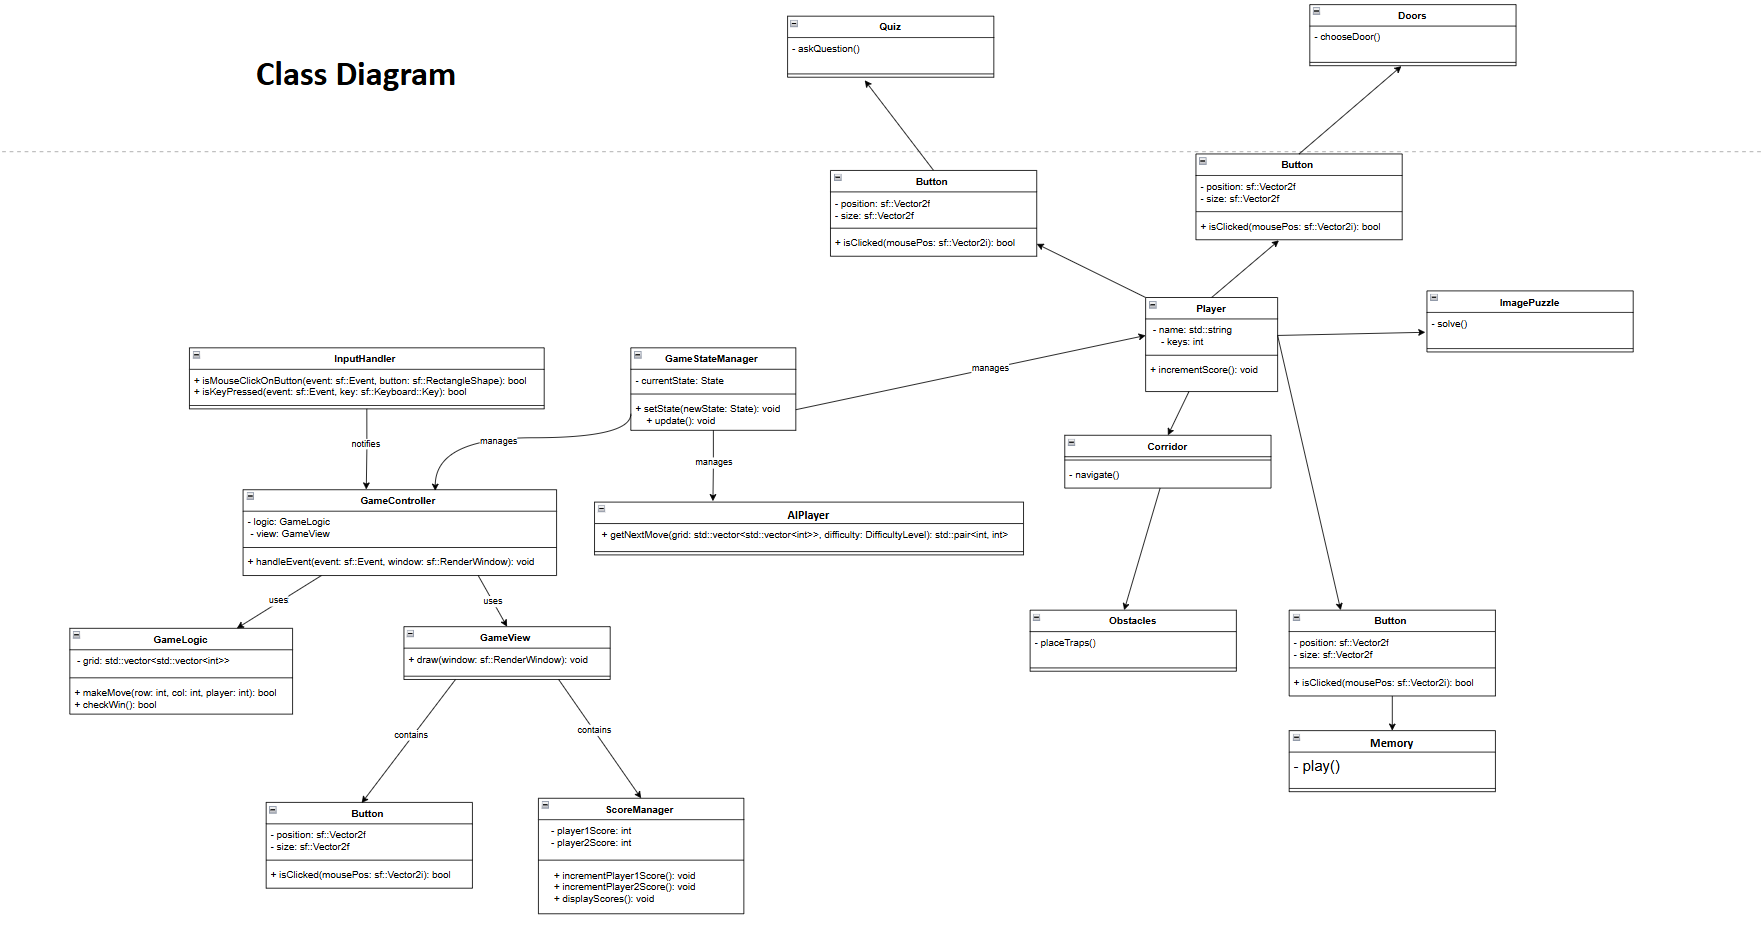 Class Diagram
Quiz
- askQuestion()
Doors
- chooseDoor()
Button
- position: sf::Vector2f
- size: sf::Vector2f
+ isClicked(mousePos: sf::Vector2i): bool
Button
- position: sf::Vector2f
- size: sf::Vector2f
+ isClicked(mousePos: sf::Vector2i): bool
Player
- name: std::string
- keys: int
+ incrementScore(): void
ImagePuzzle
- solve()
InputHandler
+ isMouseClickOnButton(event: sf::Event, button: sf::RectangleShape): bool
+ isKeyPressed(event: sf::Event, key: sf::Keyboard::Key): bool
GameStateManager
- currentState: State
+ setState(newState: State): void
+ update(): void
manages
notifies
manages
manages
Corridor
- navigate()
GameController
- logic: GameLogic
- view: GameView
+ handleEvent(event: sf::Event, window: sf::RenderWindow): void
AIPlayer
+ getNextMove(grid: std::vector<std::vector<int>>, difficulty: DifficultyLevel): std::pair<int, int>
uses
uses
GameLogic
- grid: std::vector<std::vector<int>>
+ makeMove(row: int, col: int, player: int): bool
+ checkWin(): bool
GameView
+ draw(window: sf::RenderWindow): void
Obstacles
- placeTraps()
Button
- position: sf::Vector2f
- size: sf::Vector2f
+ isClicked(mousePos: sf::Vector2i): bool
contains
contains
Memory
- play()
Button
- position: sf::Vector2f
- size: sf::Vector2f
+ isClicked(mousePos: sf::Vector2i): bool
ScoreManager
- player1Score: int
- player2Score: int
+ incrementPlayer1Score(): void
+ incrementPlayer2Score(): void
+ displayScores(): void